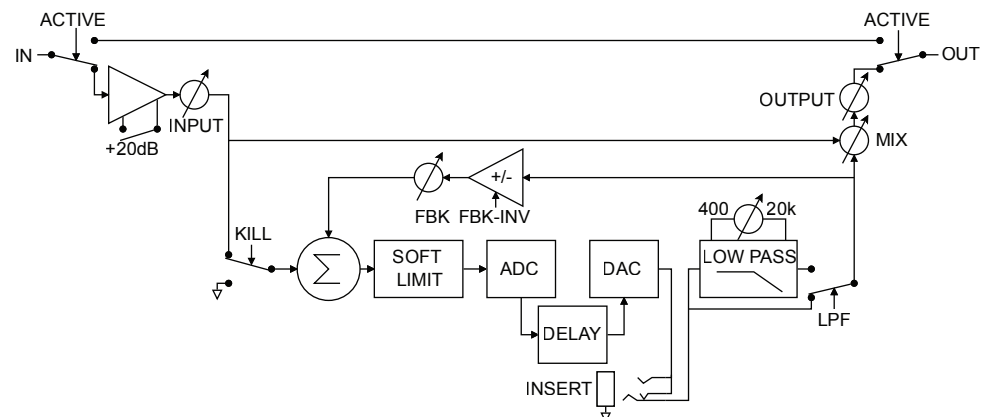 ACTIVE
ACTIVE
IN
OUT
OUTPUT
INPUT
+20dB
MIX
+/-
FBK
FBK-INV
400
20k
KILL
Σ
SOFT
LIMIT
ADC
DAC
LOW PASS
DELAY
LPF
INSERT